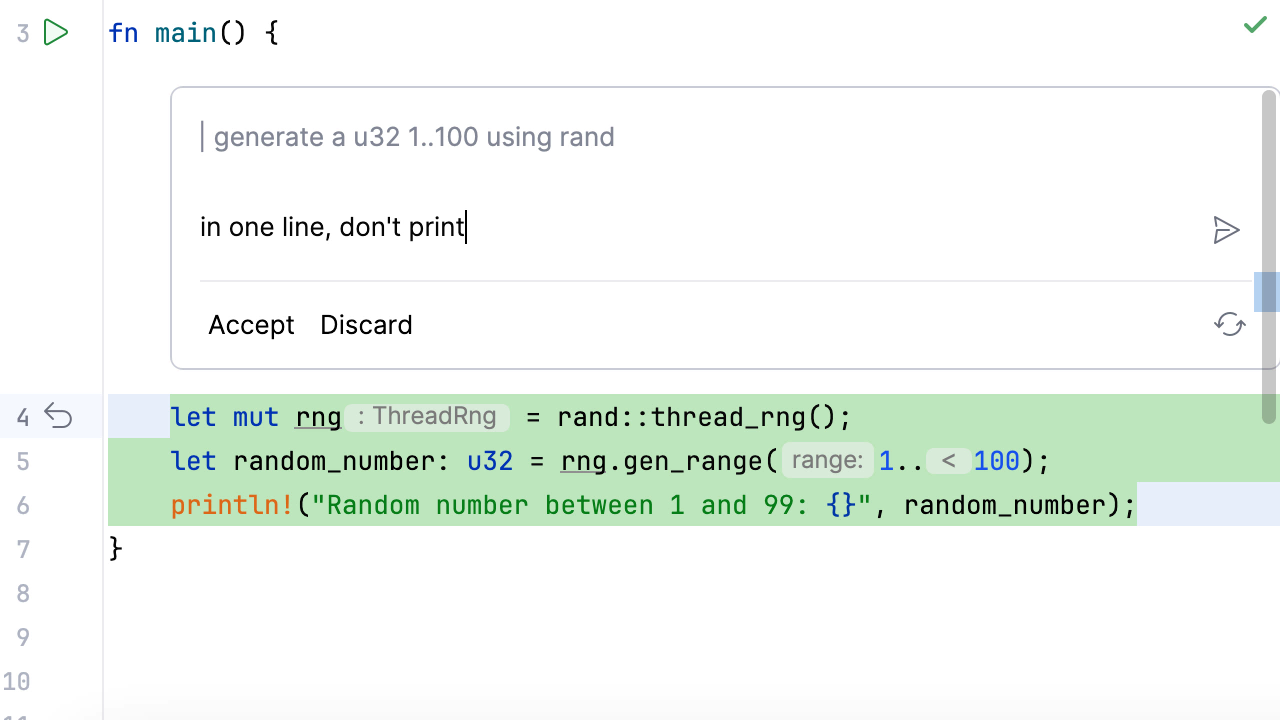 3 fn main() {
generate a u32 1..100 using rand
in one line, don't print
Accept Discard
4 let mut rng : ThreadRng = rand::thread_rng();
5 let random_number: u32 = rng.gen_range( range: 1.. < 100);
6 println!("Random number between 1 and 99: {}", random_number);
7 }
8
9
10